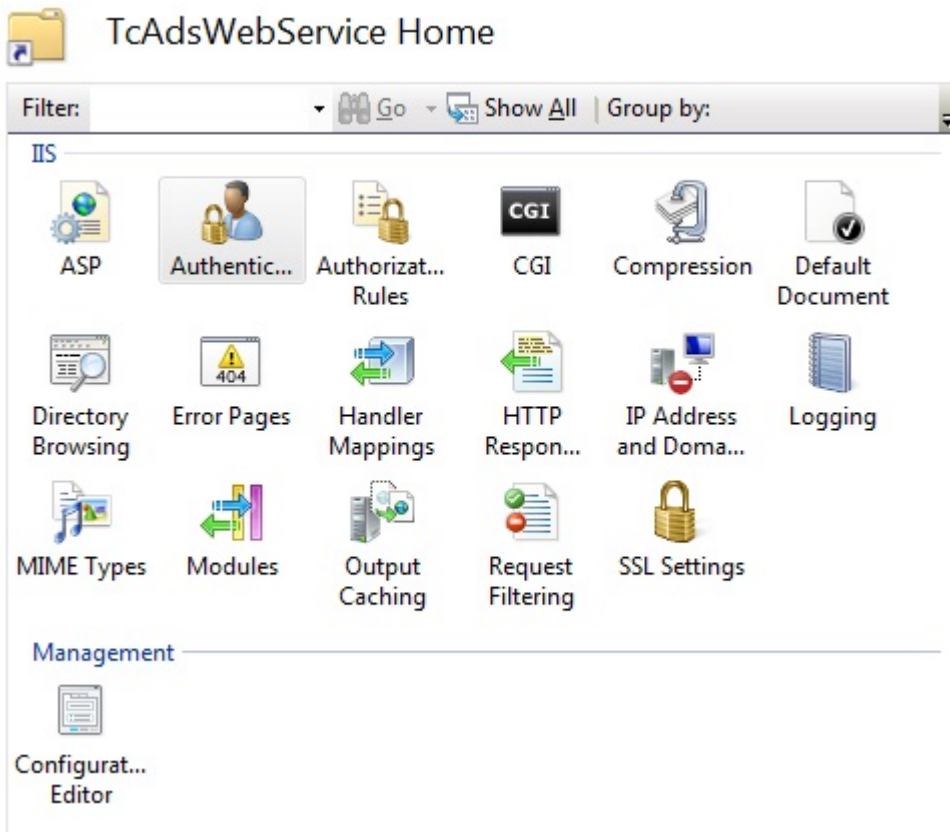 TcAdsWebService Home
Filter: Go Show All Group by:
IIS
ASP Authentic... Authorizat... CGI Compression Default
Rules Document
CGI
404
Directory Error Pages Handler HTTP IP Address Logging
Browsing Mappings Respon... and Doma...
MIME Types Modules Output Request SSL Settings
Caching Filtering
Management
Configurat...
Editor